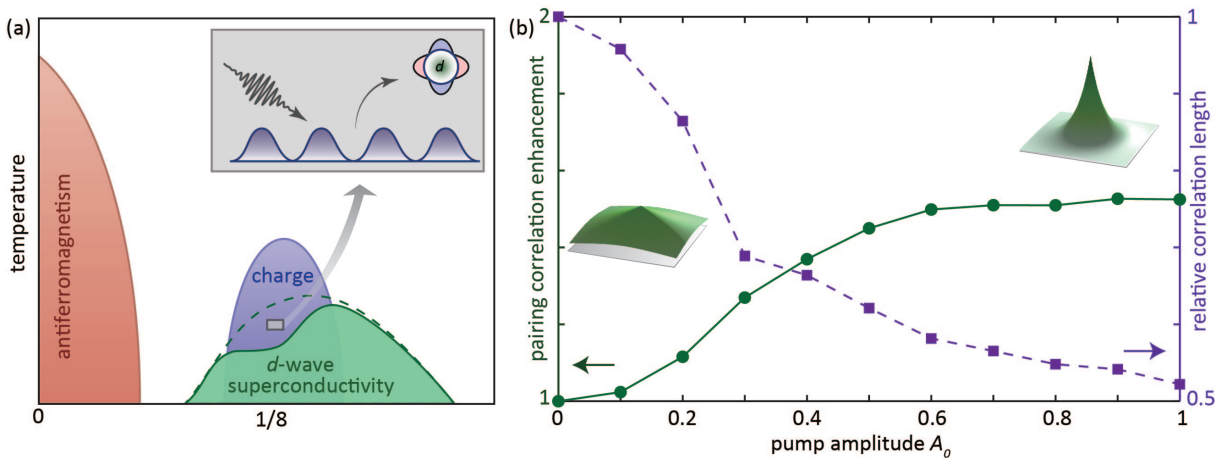 (a)
temperature
antiferromagnetism
d
charge
d-wave
superconductivity
0
1/8
(b)
pairing correlation enhancement
2
1
relative correlation length
1
0.5
0
0.2
0.4
0.6
0.8
1
pump amplitude A₀